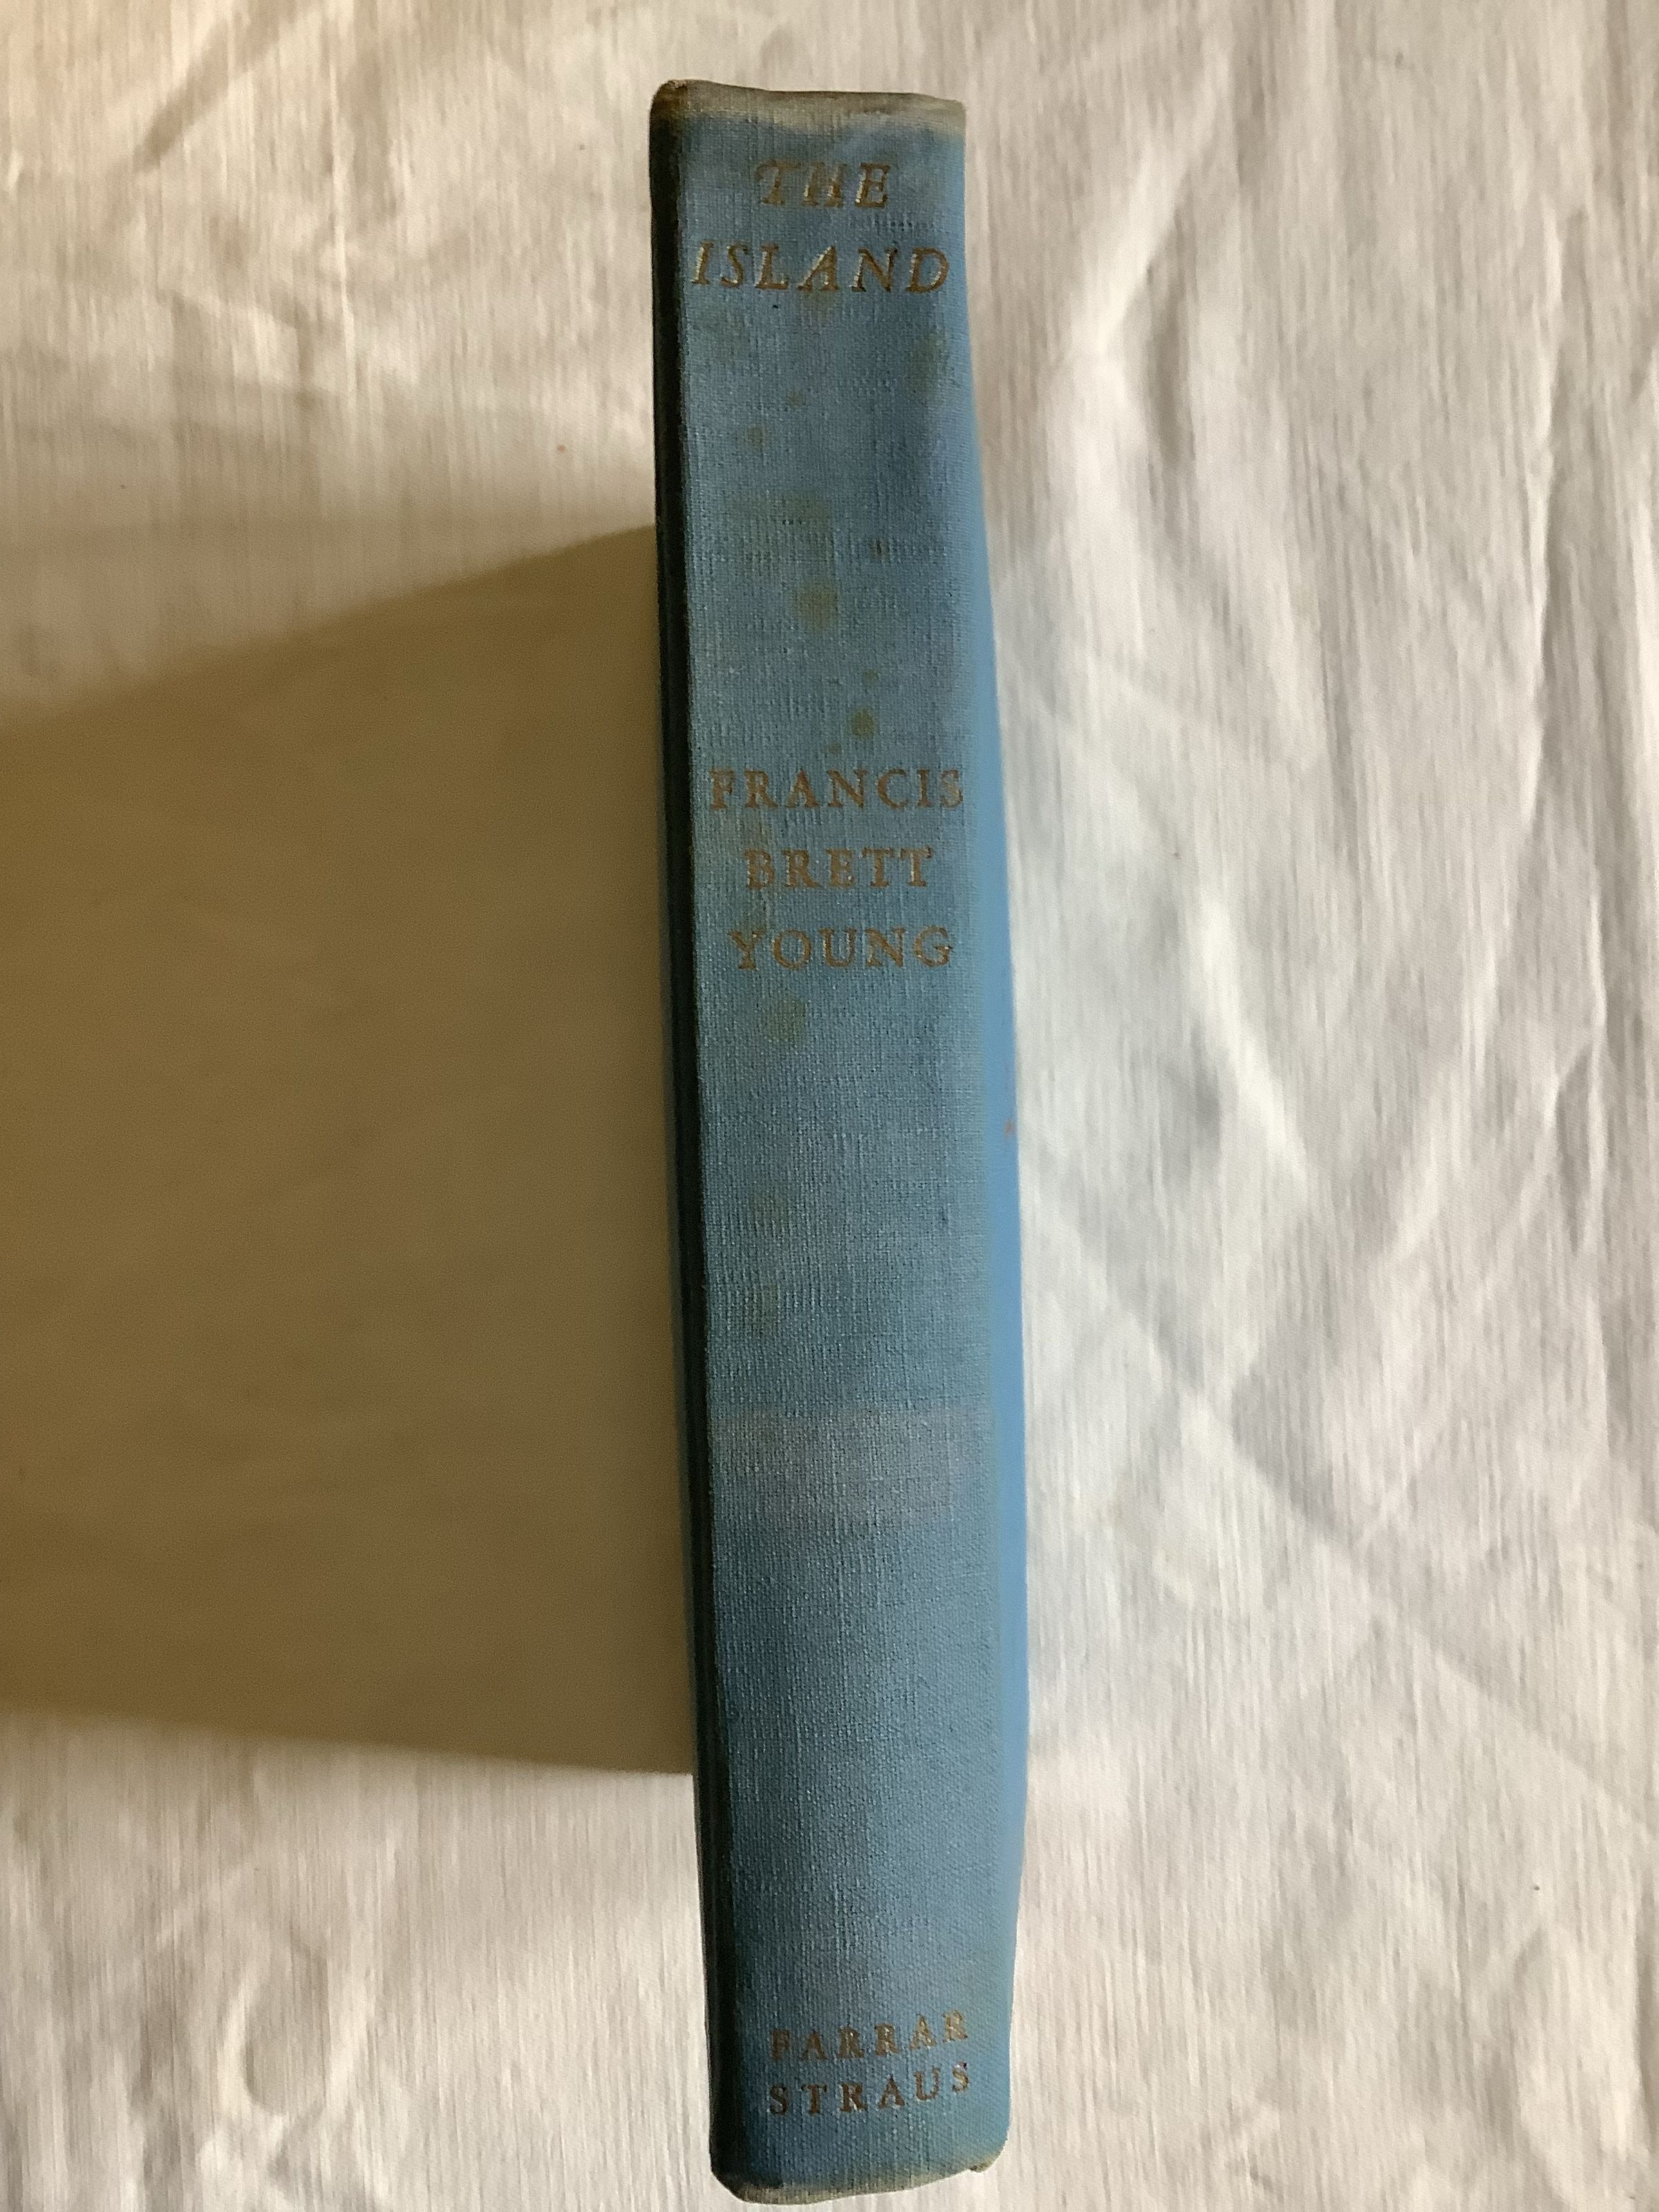 THE
ISLAND
FRANCIS
BRETT
YOUNG
FARRAR
STRAUS